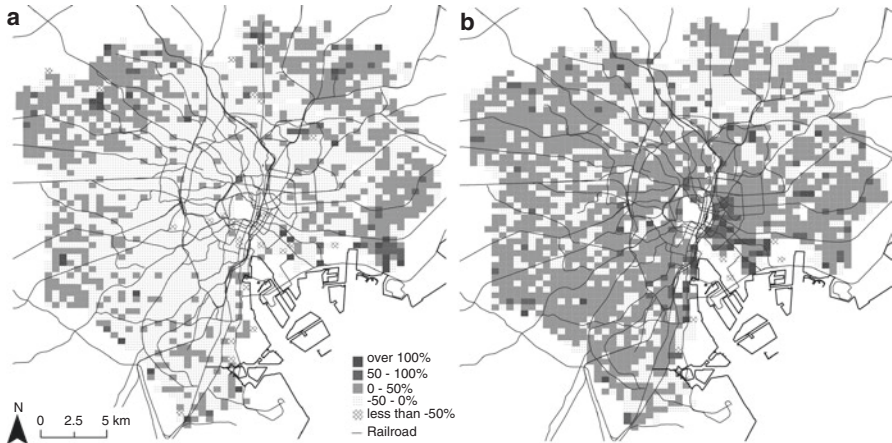 a
b
over 100%
50 - 100%
0 - 50%
-50 - 0%
less than -50%
Railroad
N
0 2.5 5 km